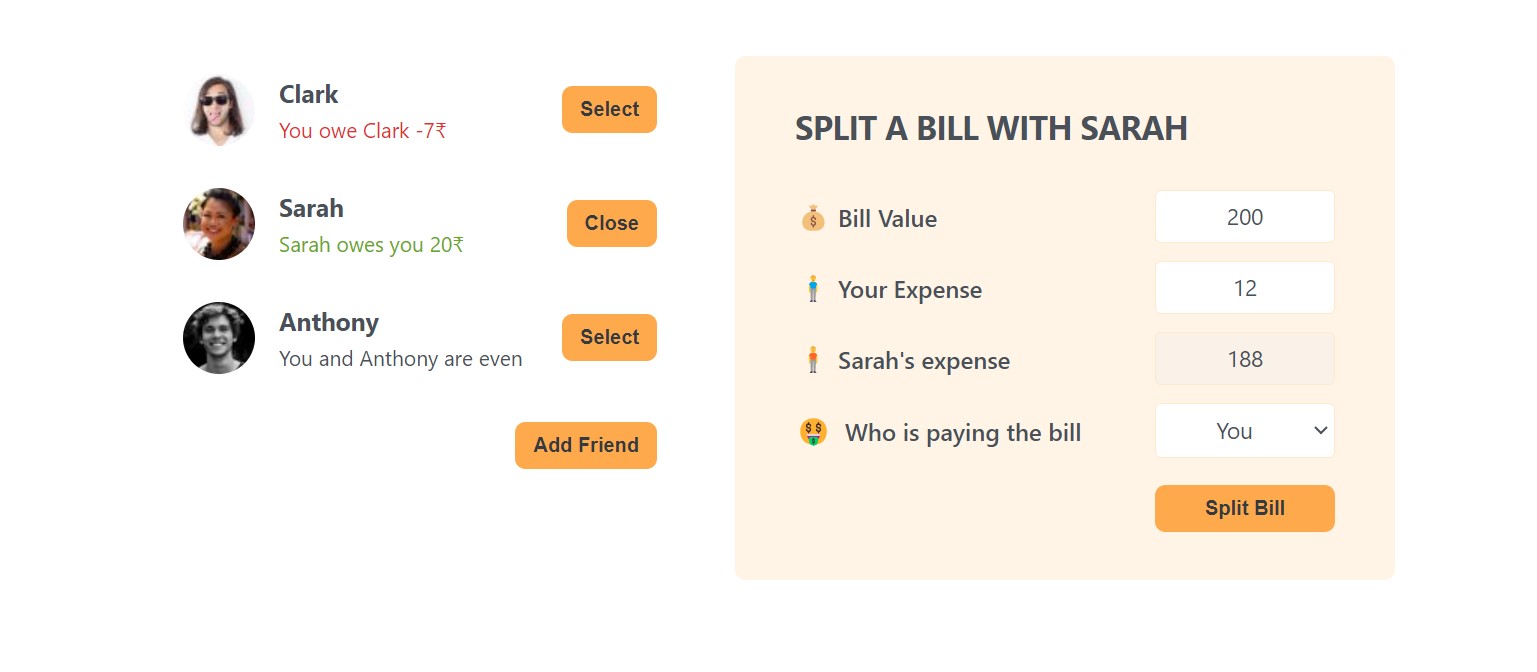 Clark
You owe Clark -7₹
Select
Sarah
Sarah owes you 20₹
Close
Anthony
You and Anthony are even
Select
Add Friend
SPLIT A BILL WITH SARAH
💰 Bill Value
200
🧍‍♂️ Your Expense
12
🧍 Sarah's expense
188
🤑 Who is paying the bill
You
Split Bill